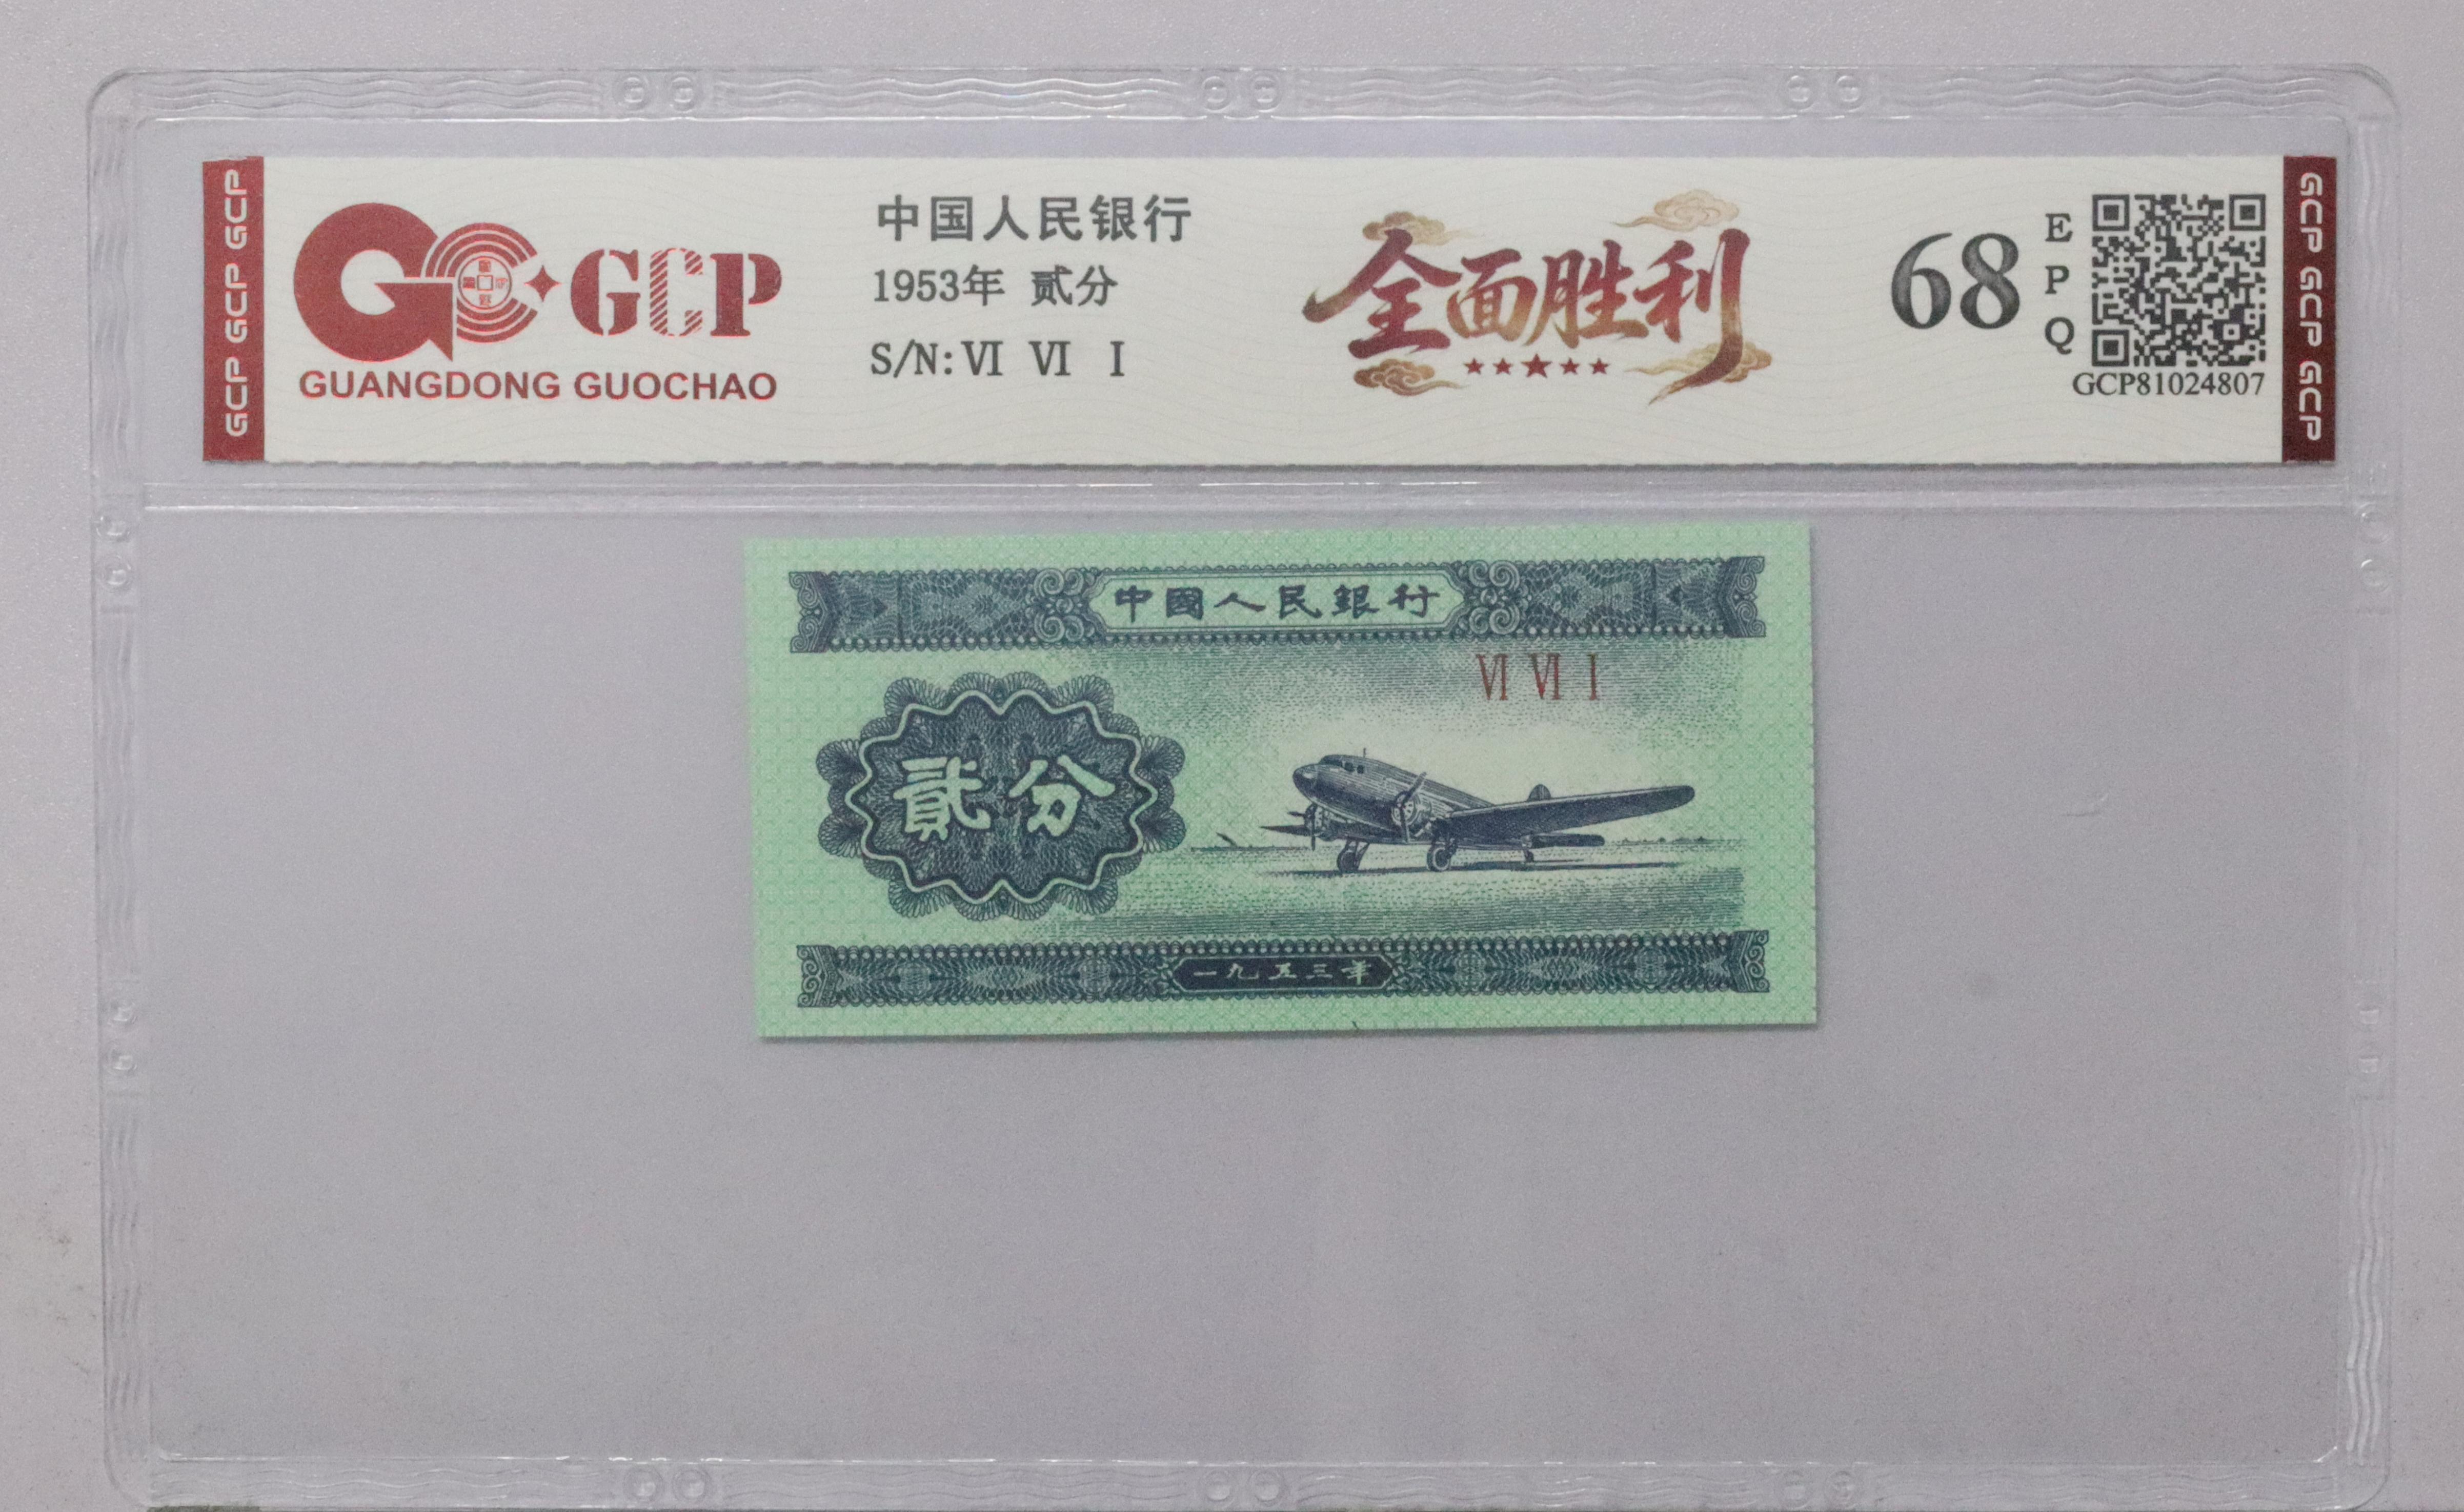 GCP GCP GCP
GCP
GUANGDONG GUOCHAO
中国人民银行
1953年 贰分
S/N: VI VI I
全面胜利
★★★★★
68
EPQ
GCP81024807
GCP GCP GCP
中國人民銀行
VI VI I
貳分
一九五三年